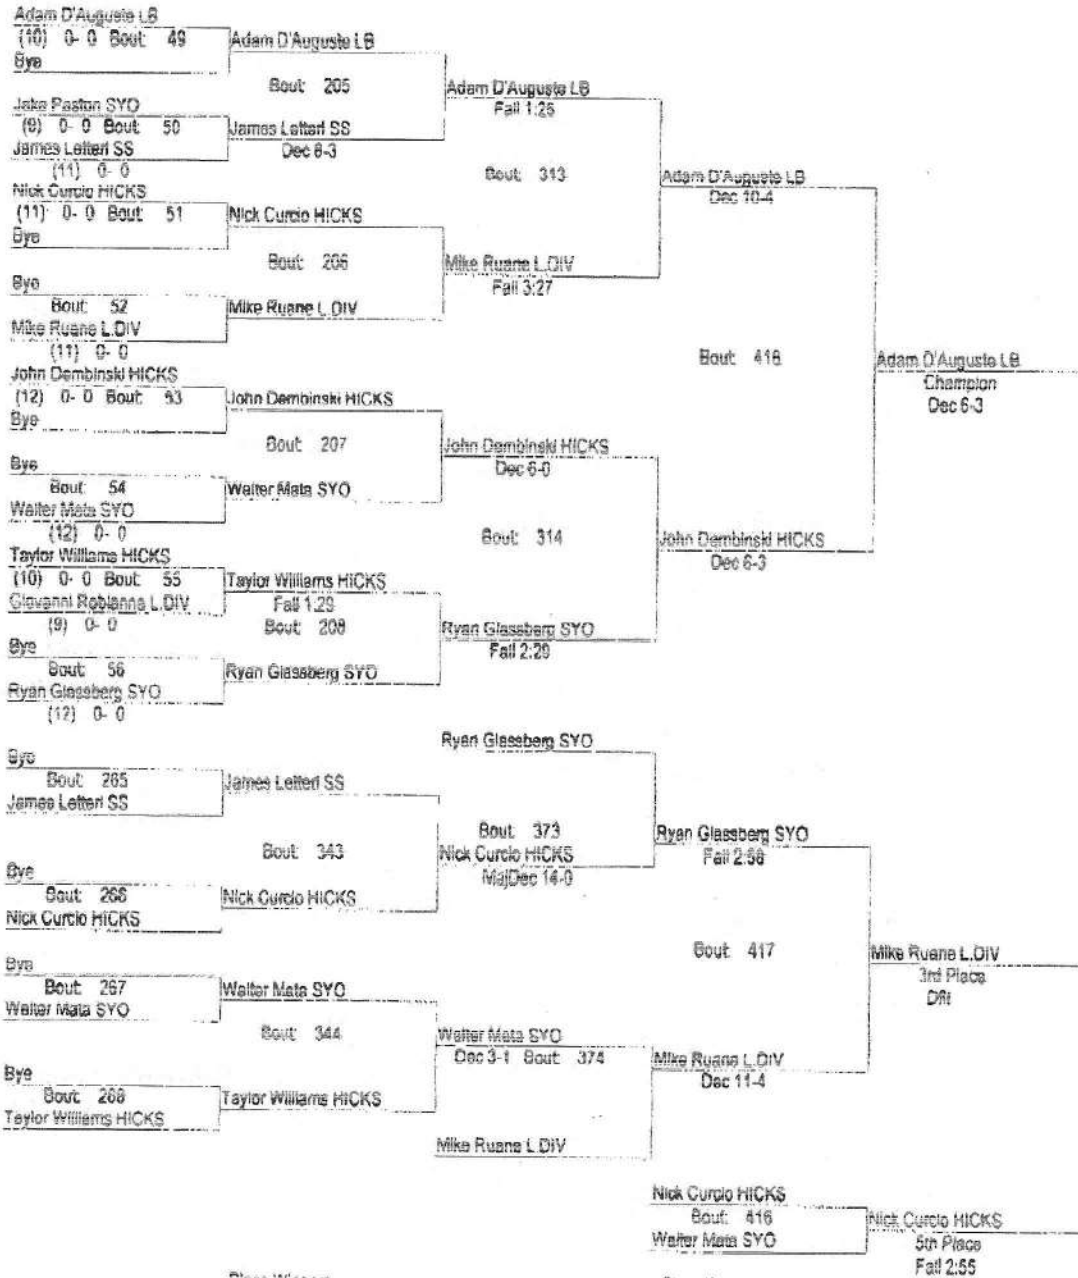 Adam D'Augusta LB
(10) 0- 0 Bout: 49
Bye
Adam D'Augusta LB
Bout: 205
Jake Paston SYO
(9) 0- 0 Bout: 50
James Letteri SS
(11) 0- 0
James Letteri SS
Dec 8-3
Adam D'Augusta LB
Fall 1:25
Nick Curcio HICKS
(11) 0- 0 Bout: 51
Bye
Nick Curcio HICKS
Bout: 206
Bye
Bout: 52
Mike Ruane L.DIV
(11) 0- 0
Mike Ruane L.DIV
Mike Ruane L.DIV
Fall 3:27
Bout: 313
Adam D'Augusta LB
Dec 10-4
John Dembinski HICKS
(12) 0- 0 Bout: 53
Bye
John Dembinski HICKS
Bout: 207
Bye
Bout: 54
Walter Mata SYO
(12) 0- 0
Walter Mata SYO
John Dembinski HICKS
Dec 6-0
Taylor Williams HICKS
(10) 0- 0 Bout: 55
Giovanni Robianna L.DIV
(9) 0- 0
Taylor Williams HICKS
Fall 1:29
Bout: 208
Bye
Bout: 56
Ryan Glassberg SYO
(12) 0- 0
Ryan Glassberg SYO
Ryan Glassberg SYO
Fall 2:29
Bout: 314
John Dembinski HICKS
Dec 6-3
Bout: 418
Adam D'Augusta LB
Champion
Dec 6-3
Bye
Bout: 265
James Letteri SS
James Letteri SS
Bout: 343
Bye
Bout: 266
Nick Curcio HICKS
Nick Curcio HICKS
Ryan Glassberg SYO
Bout: 373
Nick Curcio HICKS
MajDec 14-0
Ryan Glassberg SYO
Fall 2:58
Bye
Bout: 267
Walter Mata SYO
Walter Mata SYO
Bout: 344
Bye
Bout: 268
Taylor Williams HICKS
Taylor Williams HICKS
Walter Mata SYO
Dec 3-1 Bout: 374
Mike Ruane L.DIV
Mike Ruane L.DIV
Dec 11-4
Bout: 417
Mike Ruane L.DIV
3rd Place
Dflt
Nick Curcio HICKS
Bout: 416
Walter Mata SYO
Nick Curcio HICKS
5th Place
Fall 2:55